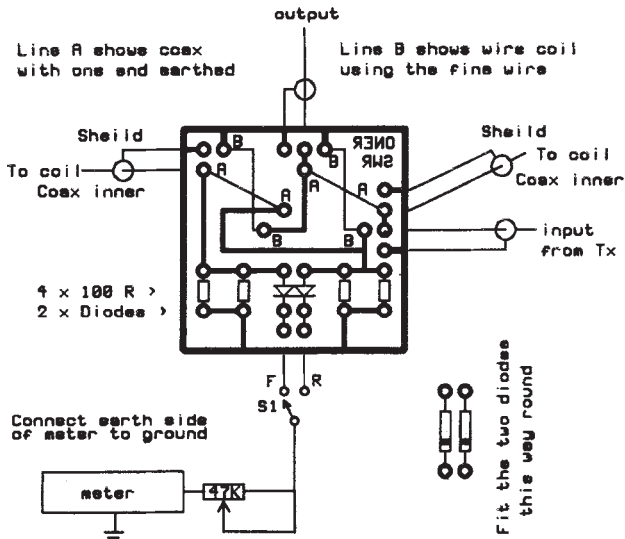 output
Line A shows coax
with one end earthed
Line B shows wire coil
using the fine wire
Sheild
To coil
Coax inner
B
A
A
B
B
A
A
B
ONER
SWR
Sheild
To coil
Coax inner
input
from Tx
4 x 100 R >
2 x Diodes >
F
R
S1
Connect earth side
of meter to ground
meter
47K
Fit the two diodes
this way round